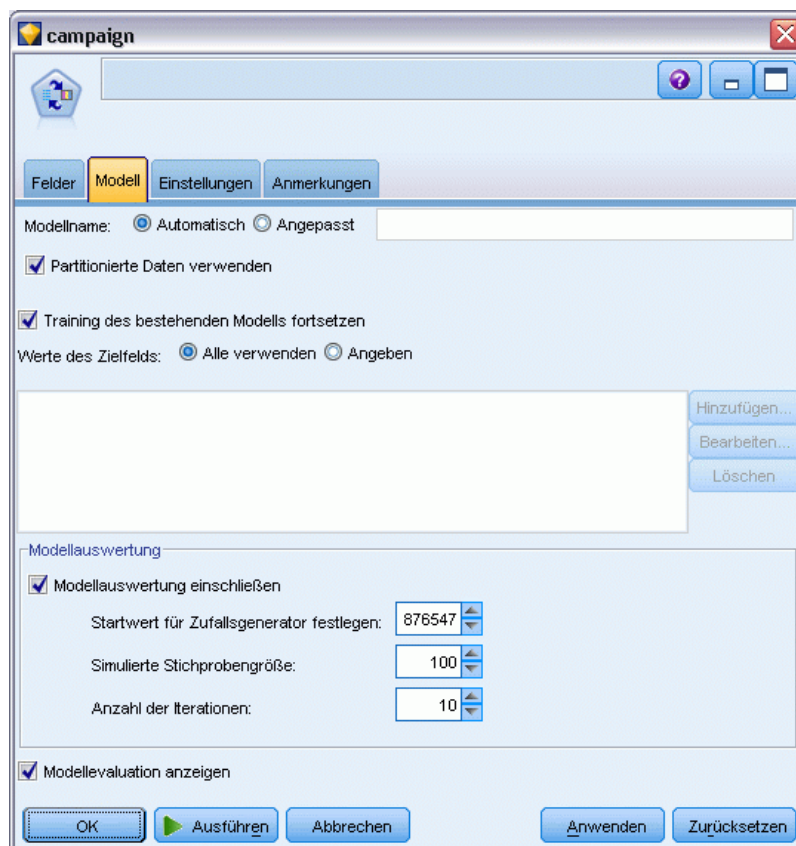 campaign
Felder Modell Einstellungen Anmerkungen
Modellname: Automatisch Angepasst
Partitionierte Daten verwenden
Training des bestehenden Modells fortsetzen
Werte des Zielfelds: Alle verwenden Angeben
Hinzufügen...
Bearbeiten...
Löschen
Modellauswertung
Modellauswertung einschließen
Startwert für Zufallsgenerator festlegen: 876547
Simulierte Stichprobengröße: 100
Anzahl der Iterationen: 10
Modellevaluation anzeigen
OK Ausführen Abbrechen Anwenden Zurücksetzen